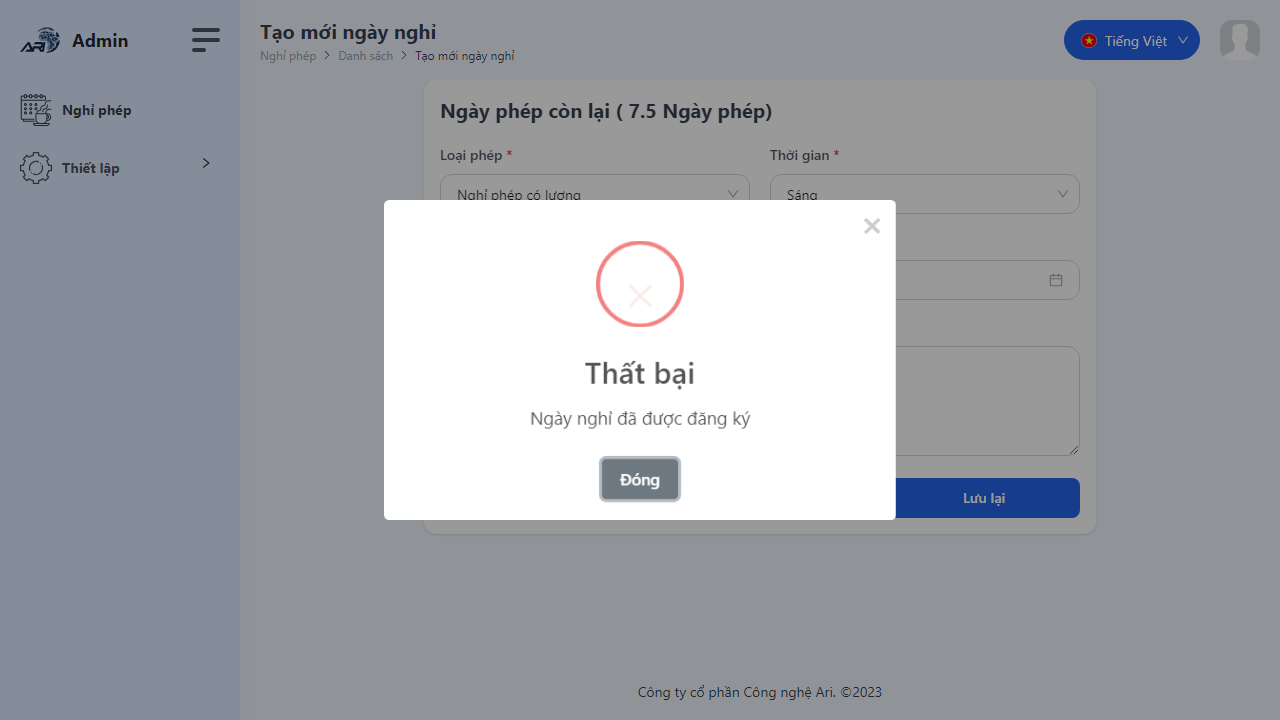 ARI
Admin
Nghỉ phép
Thiết lập
Tạo mới ngày nghỉ
Nghỉ phép > Danh sách > Tạo mới ngày nghỉ
Tiếng Việt
Ngày phép còn lại ( 7.5 Ngày phép)
Loại phép *
Thời gian *
Nghỉ phép có lương
Sáng
Thất bại
Ngày nghỉ đã được đăng ký
Đóng
Lưu lại
Công ty cổ phần Công nghệ Ari. ©2023